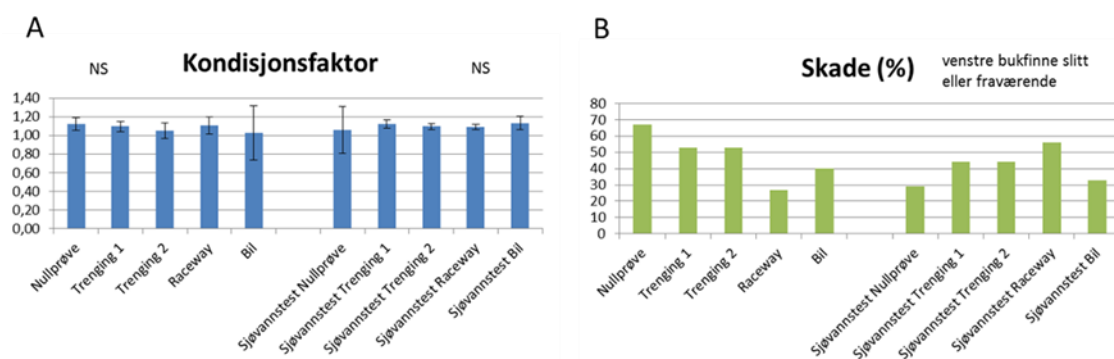 A
NS
Kondisjonsfaktor
NS
1,40
1,20
1,00
0,80
0,60
0,40
0,20
0,00
Nullprøve
Trenging 1
Trenging 2
Raceway
Bil
Sjøvannstest Nullprøve
Sjøvannstest Trenging 1
Sjøvannstest Trenging 2
Sjøvannstest Raceway
Sjøvannstest Bil
B
Skade (%)
venstre bukfinne slitt
eller fraværende
80
70
60
50
40
30
20
10
0
Nullprøve
Trenging 1
Trenging 2
Raceway
Bil
Sjøvannstest Nullprøve
Sjøvannstest Trenging 1
Sjøvannstest Trenging 2
Sjøvannstest Raceway
Sjøvannstest Bil